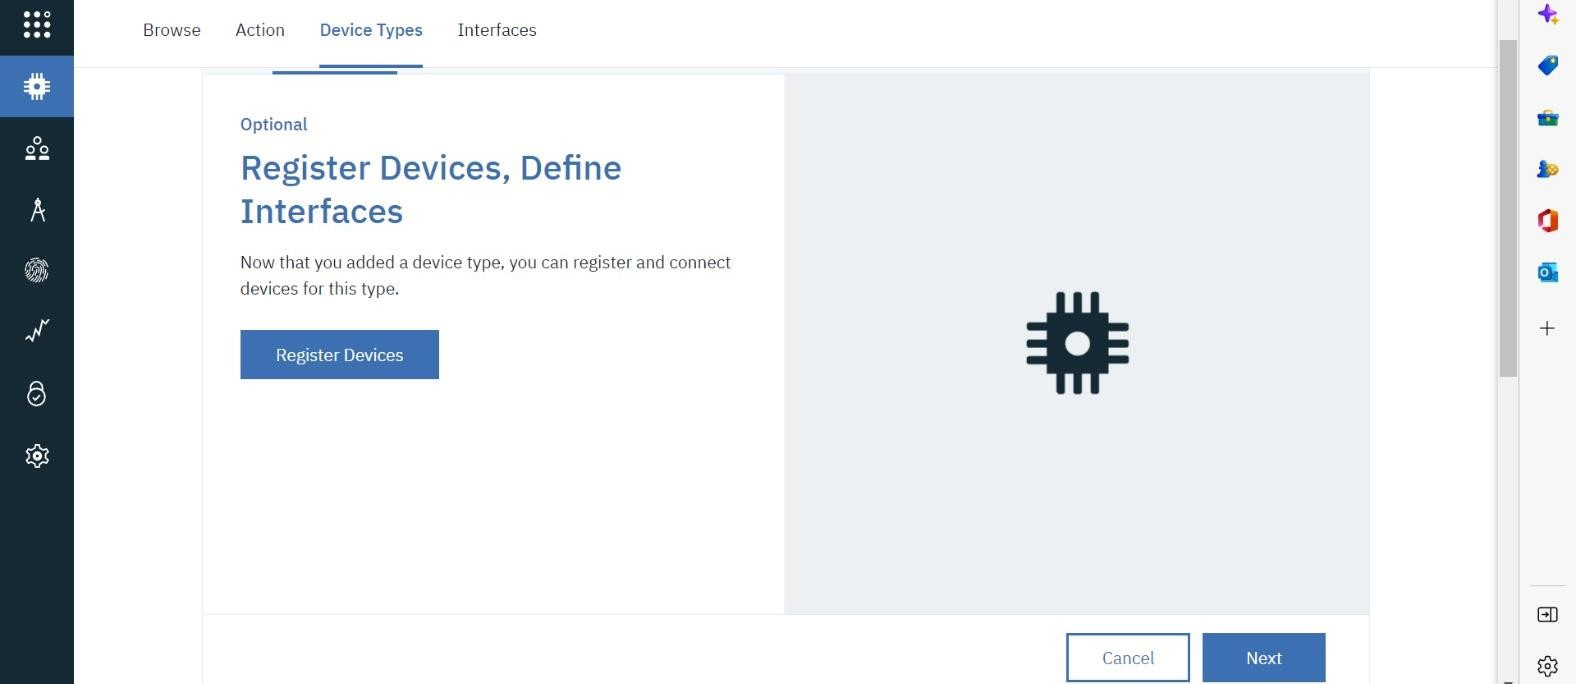 Browse Action Device Types Interfaces
Optional
Register Devices, Define
Interfaces
Now that you added a device type, you can register and connect
devices for this type.
Register Devices
Cancel Next